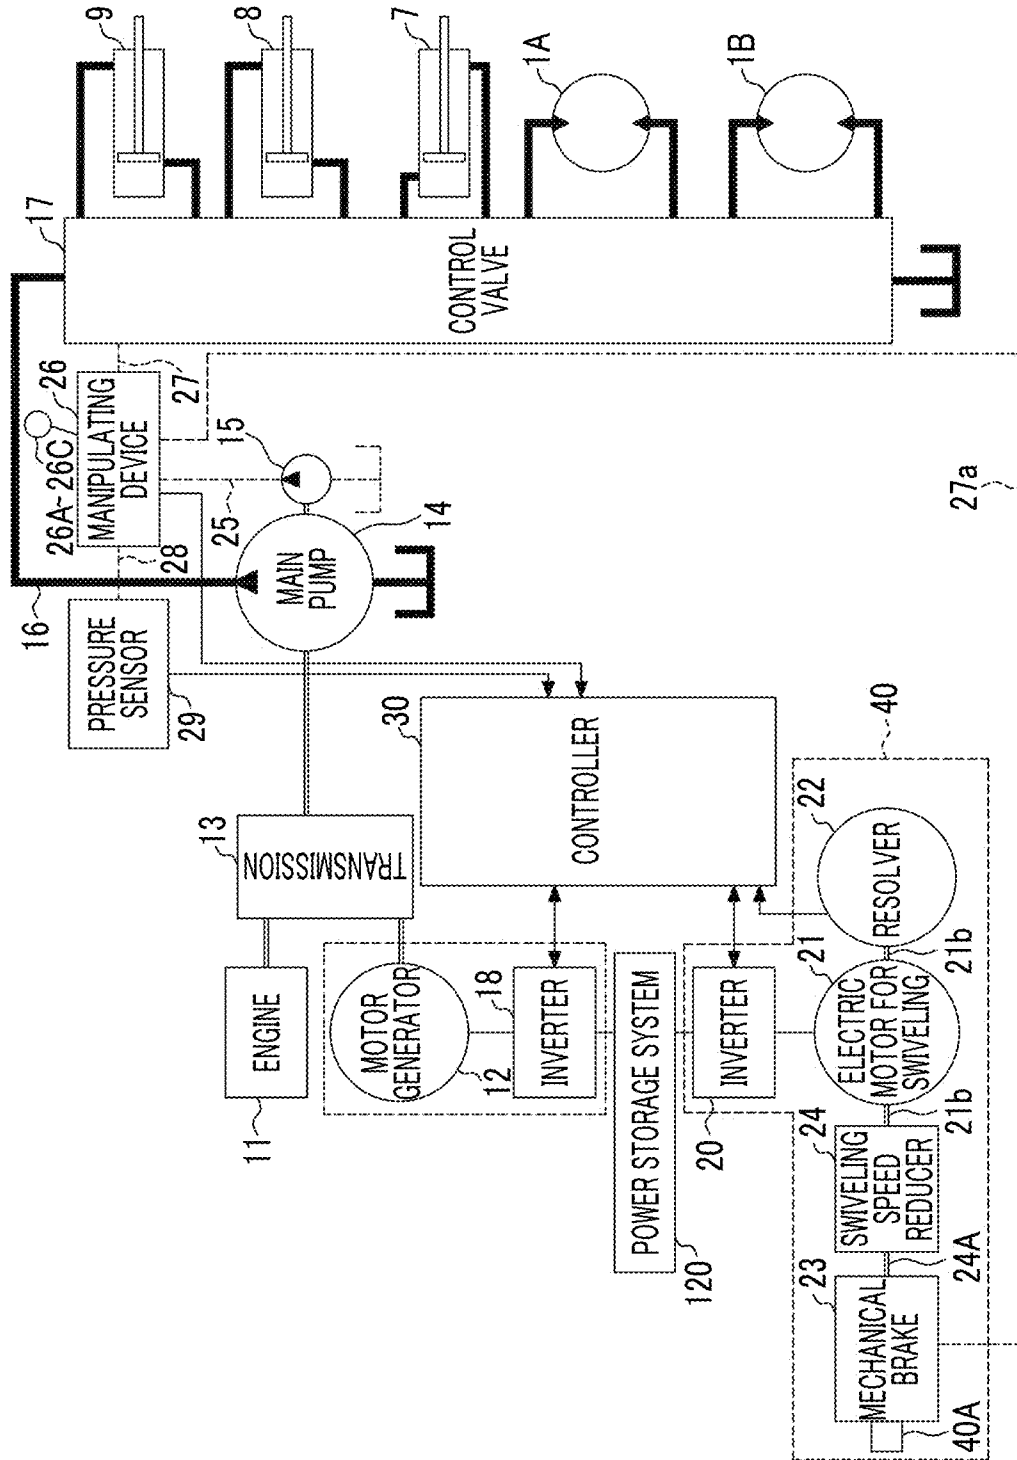 9
8
7
1A
1B
17
CONTROL
VALVE
26A~26C
26
MANIPULATING
DEVICE
27
15
25
28
14
MAIN
PUMP
16
PRESSURE
SENSOR
29
27a
30
CONTROLLER
13
TRANSMISSION
11
ENGINE
MOTOR
GENERATOR
12
18
INVERTER
POWER STORAGE SYSTEM
120
INVERTER
20
40
22
RESOLVER
21
21b
ELECTRIC
MOTOR FOR
SWIVELING
21b
24
SWIVELING
SPEED
REDUCER
24A
23
MECHANICAL
BRAKE
40A